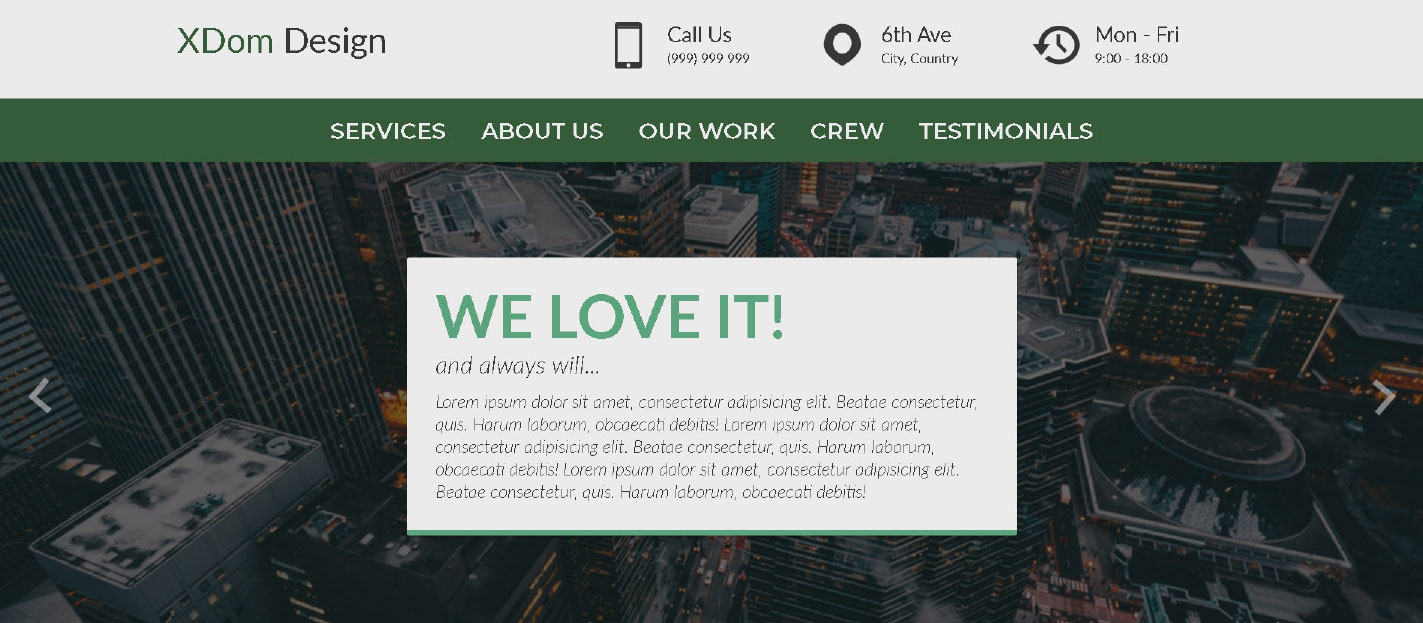 XDom Design
Call Us
(999) 999 999
6th Ave
City, Country
Mon - Fri
9:00 - 18:00
SERVICES ABOUT US OUR WORK CREW TESTIMONIALS
WE LOVE IT!
and always will...
Lorem ipsum dolor sit amet, consectetur adipisicing elit. Beatae consectetur,
quis. Harum laborum, obcaecati debitis! Lorem ipsum dolor sit amet,
consectetur adipisicing elit. Beatae consectetur, quis. Harum laborum,
obcaecati debitis! Lorem ipsum dolor sit amet, consectetur adipisicing elit.
Beatae consectetur, quis. Harum laborum, obcaecati debitis!